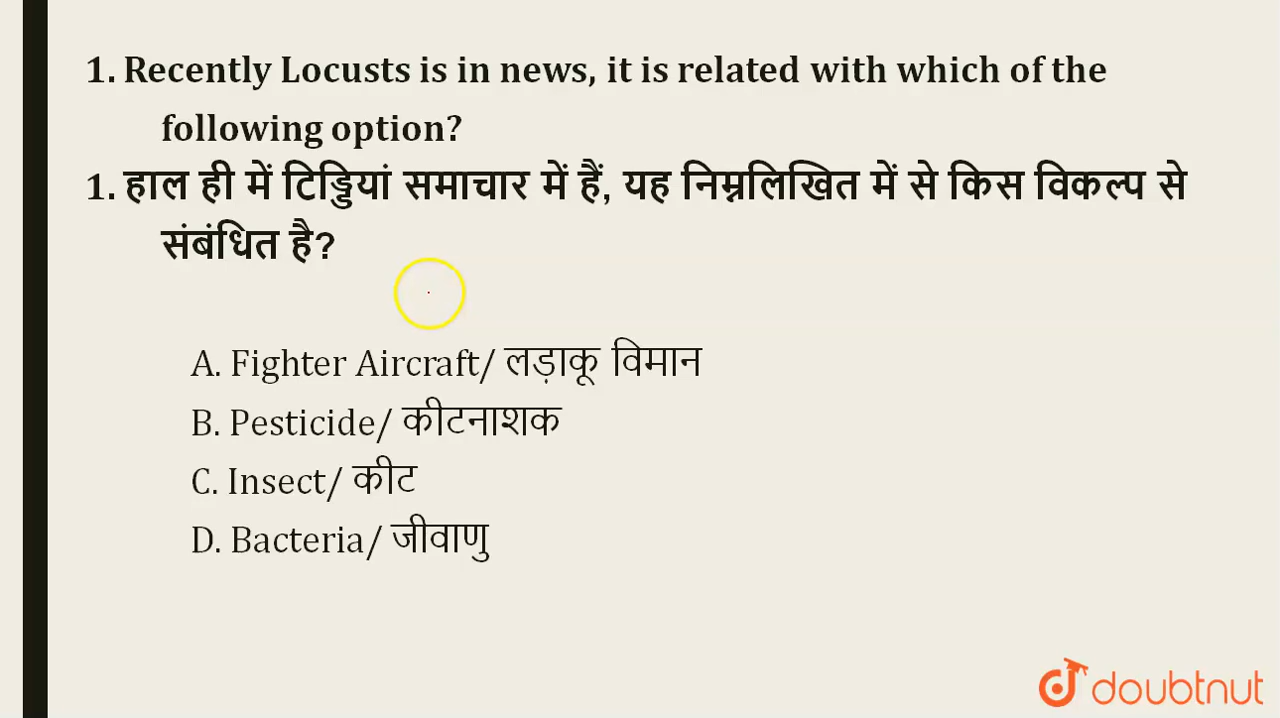 1. Recently Locusts is in news, it is related with which of the
following option?
1. हाल ही में टिड्डियां समाचार में हैं, यह निम्नलिखित में से किस विकल्प से
संबंधित है?
A. Fighter Aircraft/ लड़ाकू विमान
B. Pesticide/ कीटनाशक
C. Insect/ कीट
D. Bacteria/ जीवाणु
doubtnut